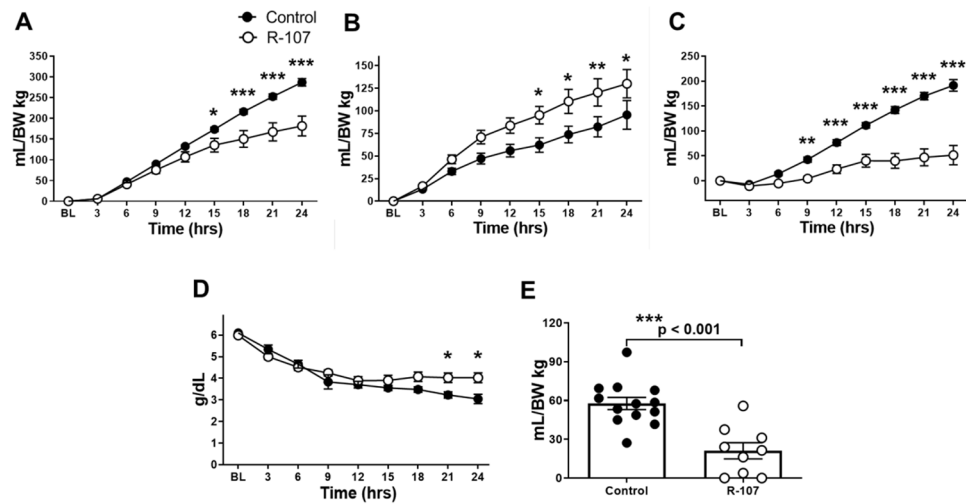 A
Control
R-107
mL/BW kg
350
300
250
200
150
100
50
0
* *** *** ***
BL 3 6 9 12 15 18 21 24
Time (hrs)
B
mL/BW kg
150
125
100
75
50
25
0
* * ** *
BL 3 6 9 12 15 18 21 24
Time (hrs)
C
mL/BW kg
250
200
150
100
50
0
** *** *** *** *** ***
BL 3 6 9 12 15 18 21 24
Time (hrs)
D
g/dL
6
5
4
3
2
1
0
* *
BL 3 6 9 12 15 18 21 24
Time (hrs)
E
mL/BW kg
120
90
60
30
0
***
p < 0.001
Control R-107